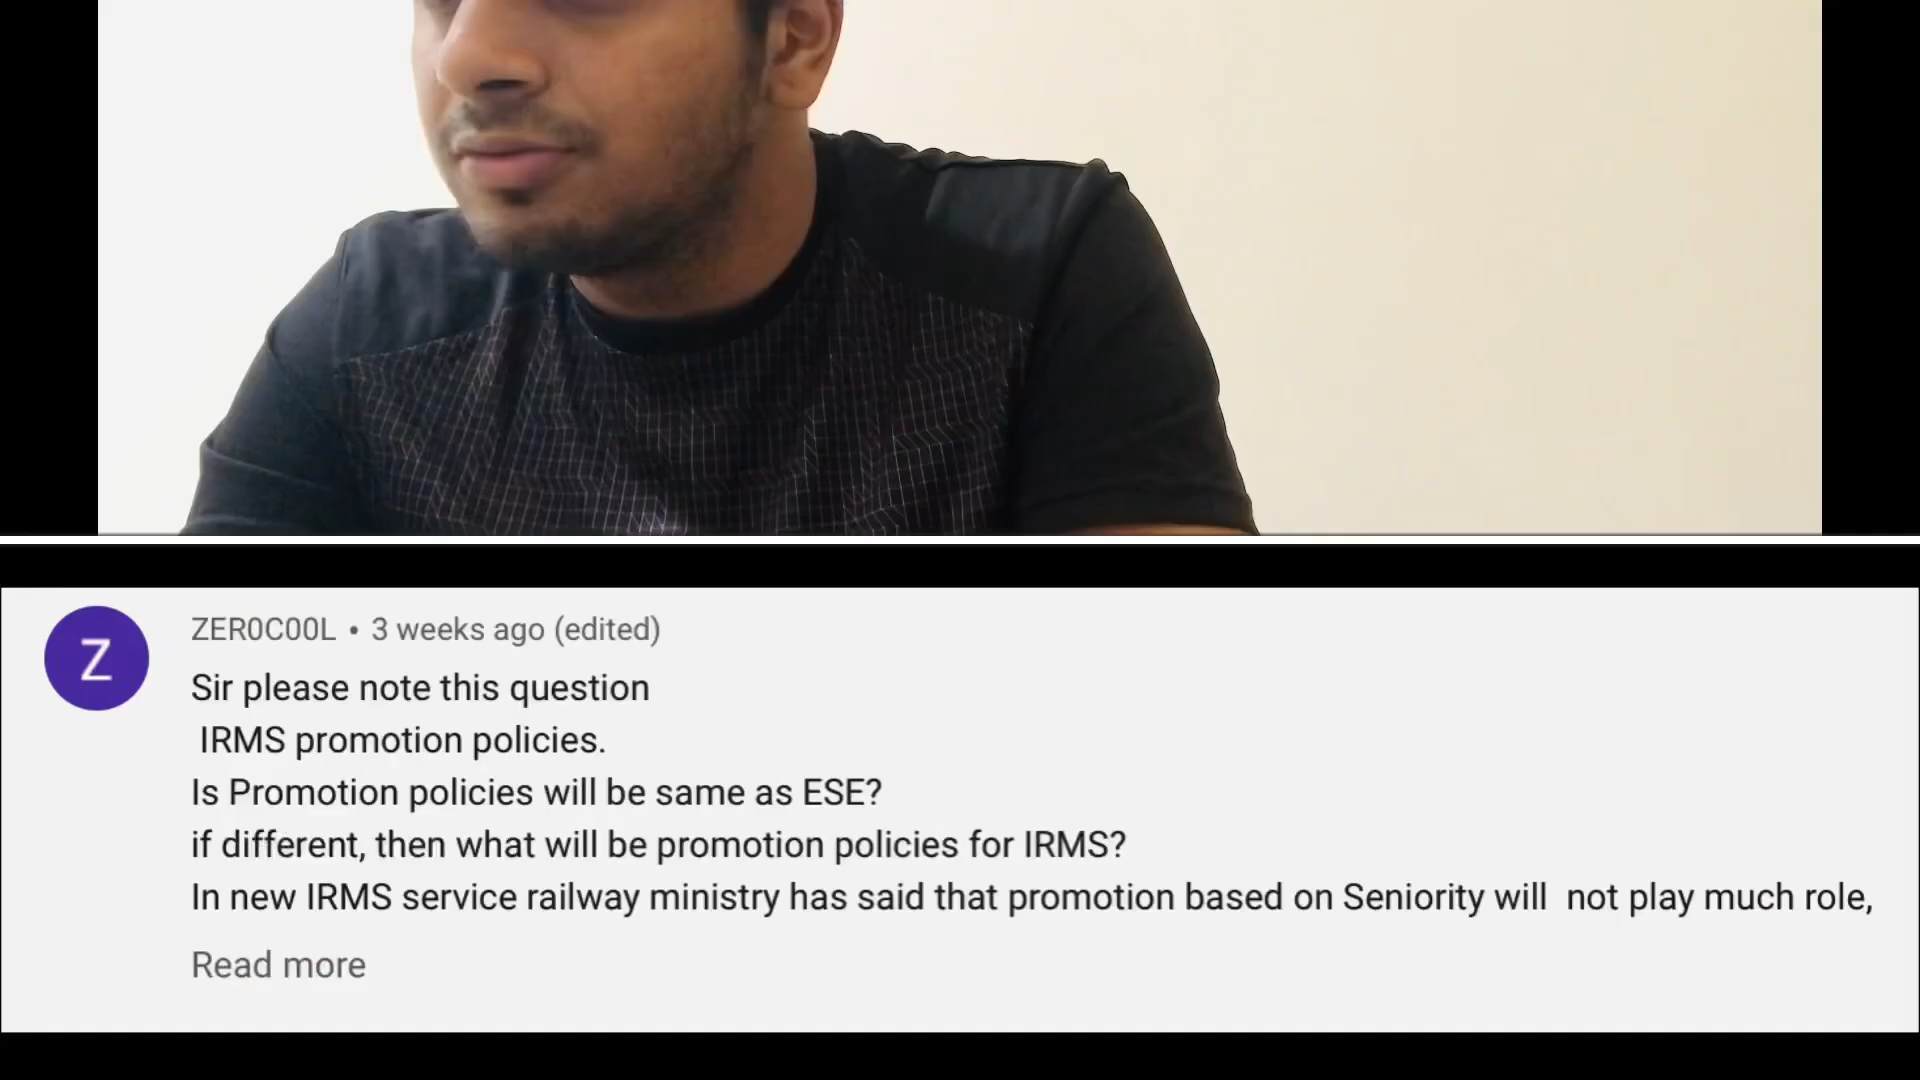 Z
ZER0C00L • 3 weeks ago (edited)
Sir please note this question
IRMS promotion policies.
Is Promotion policies will be same as ESE?
if different, then what will be promotion policies for IRMS?
In new IRMS service railway ministry has said that promotion based on Seniority will  not play much role,
Read more